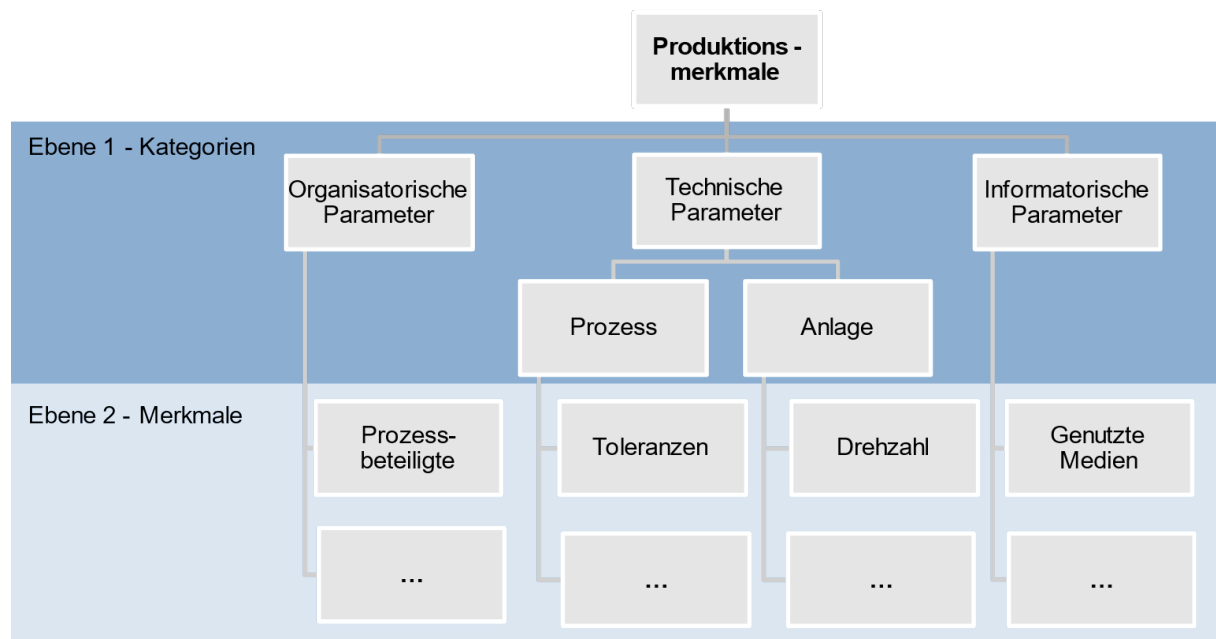 Produktions -
merkmale
Ebene 1 - Kategorien
Organisatorische
Parameter
Technische
Parameter
Informatorische
Parameter
Prozess
Anlage
Ebene 2 - Merkmale
Prozess-
beteiligte
Toleranzen
Drehzahl
Genutzte
Medien
...
...
...
...